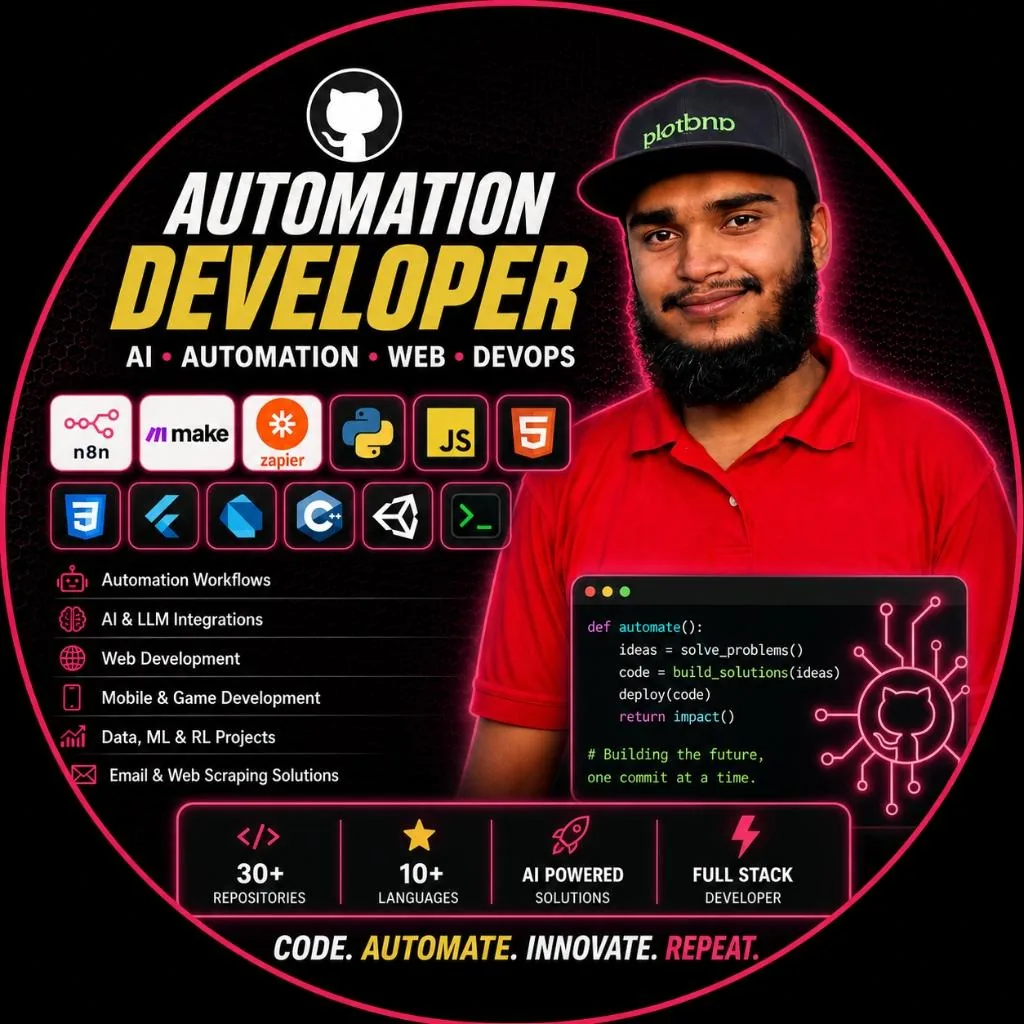 plotbnb
AUTOMATION
DEVELOPER
AI • AUTOMATION • WEB • DEVOPS
n8n
make
zapier
JS
5
3
C++
>_
Automation Workflows
AI & LLM Integrations
Web Development
Mobile & Game Development
Data, ML & RL Projects
Email & Web Scraping Solutions
def automate():
ideas = solve_problems()
code = build_solutions(ideas)
deploy(code)
return impact()
# Building the future,
one commit at a time.
</>
30+
REPOSITORIES
10+
LANGUAGES
AI POWERED
SOLUTIONS
FULL STACK
DEVELOPER
CODE. AUTOMATE. INNOVATE. REPEAT.